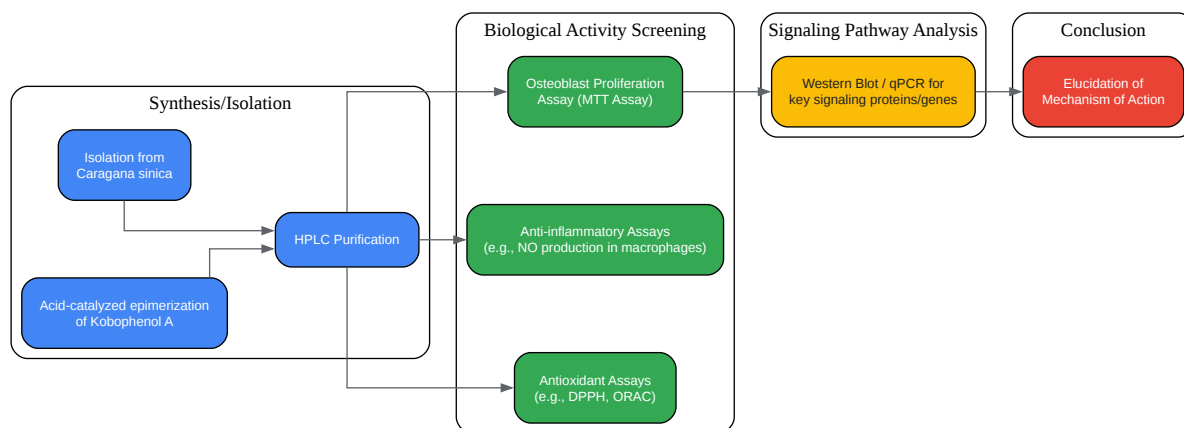 Synthesis/Isolation
Isolation from
Caragana sinica
Acid-catalyzed epimerization
of Kobophenol A
HPLC Purification
Biological Activity Screening
Osteoblast Proliferation
Assay (MTT Assay)
Anti-inflammatory Assays
(e.g., NO production in macrophages)
Antioxidant Assays
(e.g., DPPH, ORAC)
Signaling Pathway Analysis
Western Blot / qPCR for
key signaling proteins/genes
Conclusion
Elucidation of
Mechanism of Action